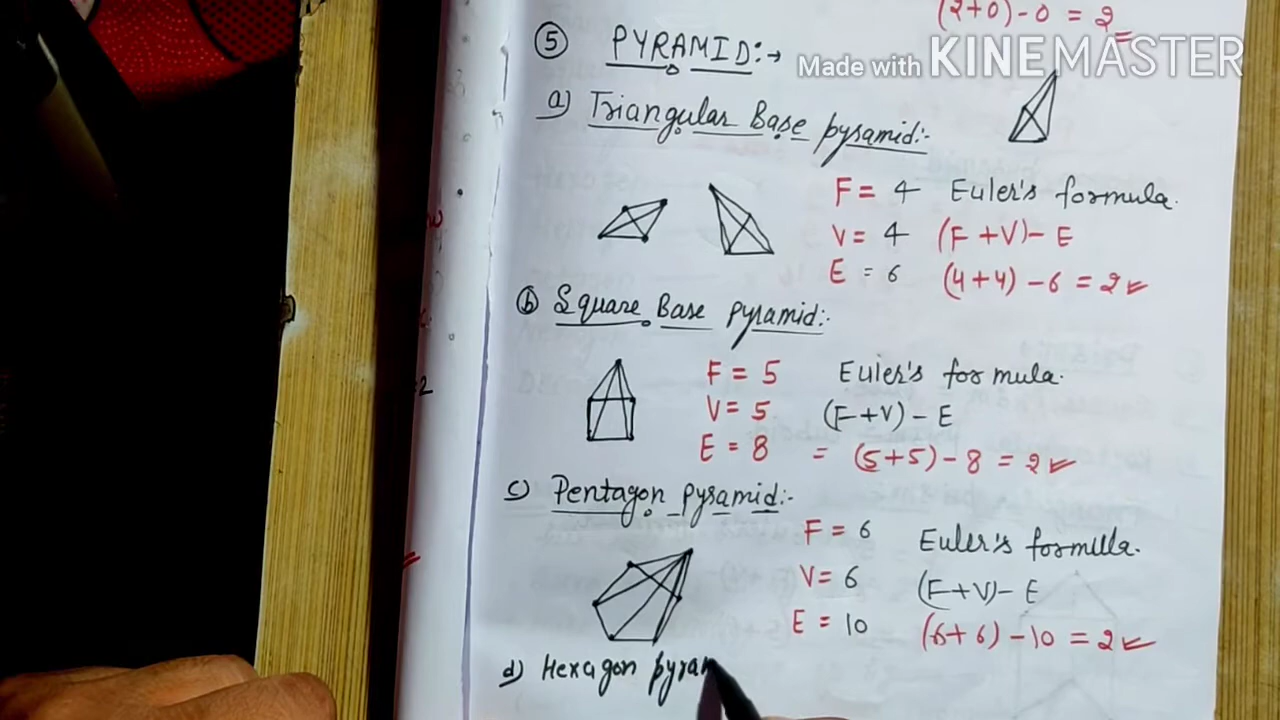 (2+0)-0 = 2
⑤ PYRAMID:→
Made with KINEMASTER
a) Triangular Base pyramid:-
F = 4 Euler's formula.
V = 4 (F+V)-E
E = 6 (4+4)-6 = 2✓
ⓑ Square Base pyramid:-
F = 5 Euler's formula.
V = 5 (F+V)-E
E = 8 = (5+5)-8 = 2✓
c) Pentagon pyramid:-
F = 6 Euler's formula.
V = 6 (F+V)-E
E = 10 (6+6)-10 = 2✓
d) Hexagon pyram